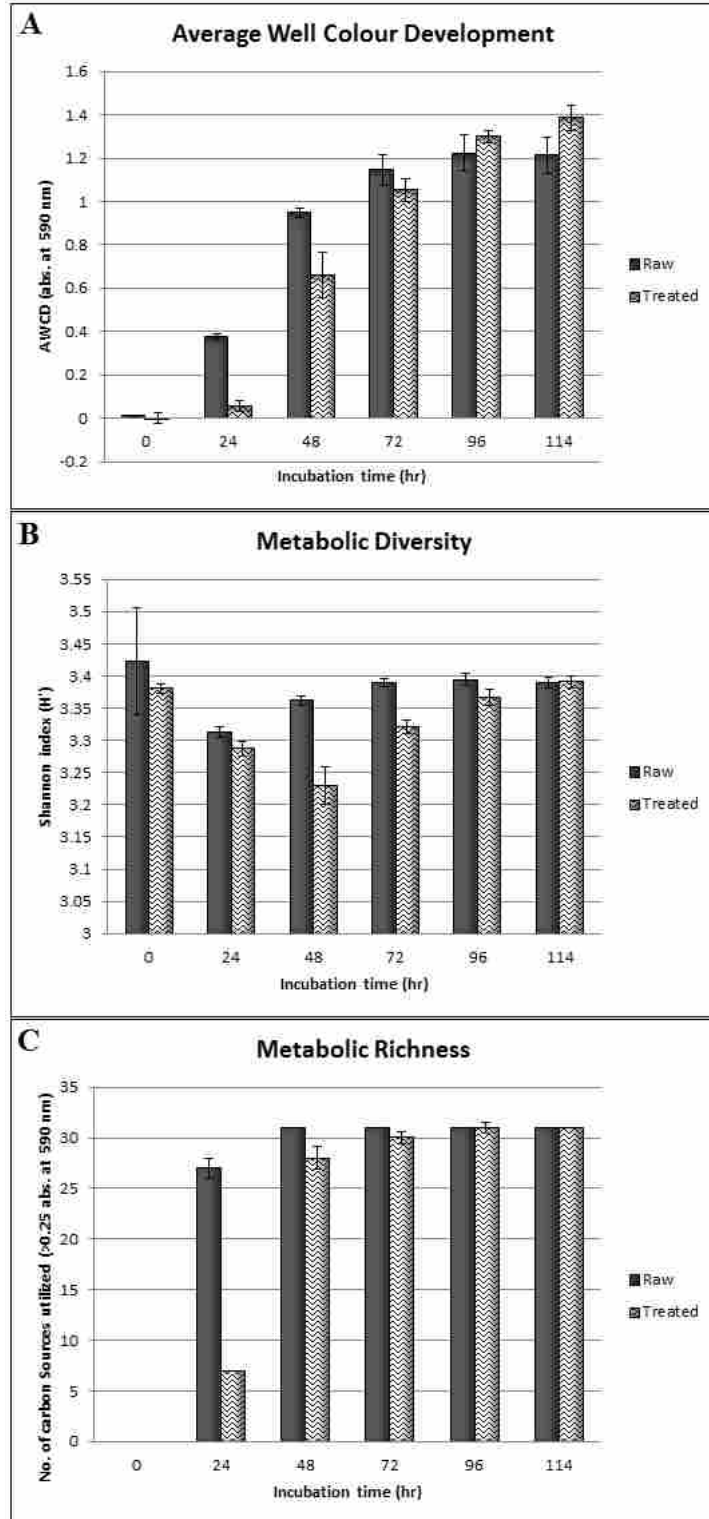 A
Average Well Colour Development
1.6
1.4
1.2
1
0.8
0.6
0.4
0.2
0
-0.2
AWCD (abs. at 590 nm)
0 24 48 72 96 114
Incubation time (hr)
Raw
Treated
B
Metabolic Diversity
3.55
3.5
3.45
3.4
3.35
3.3
3.25
3.2
3.15
3.1
3.05
3
Shannon index (H')
0 24 48 72 96 114
Incubation time (hr)
Raw
Treated
C
Metabolic Richness
35
30
25
20
15
10
5
0
No. of carbon Sources utilized (>0.25 abs. at 590 nm)
0 24 48 72 96 114
Incubation time (hr)
Raw
Treated